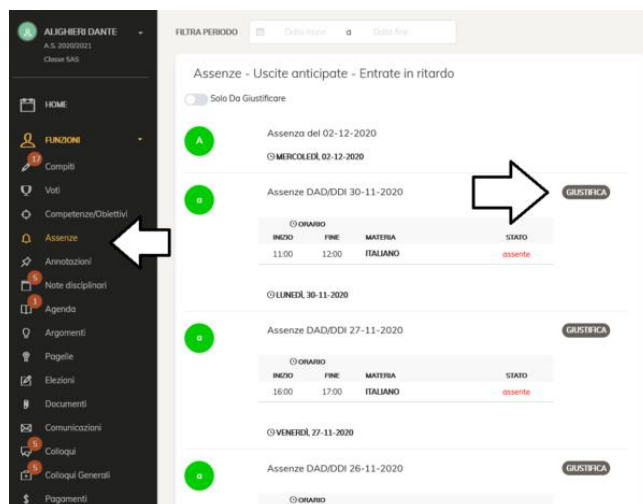 ALIGHIERI DANTE
A.S. 2020/2021
Classe 5AS
HOME
FUNZIONI
17
Compiti
Voti
Competenze/Obiettivi
Assenze
Annotazioni
5
Note disciplinari
1
Agenda
Argomenti
Pagelle
Elezioni
Documenti
Comunicazioni
5
Colloqui
5
Colloqui Generali
Pagamenti
FILTRA PERIODO
Data inizio a Data fine
Assenze - Uscite anticipate - Entrate in ritardo
Solo Da Giustificare
A
Assenza del 02-12-2020
MERCOLEDÌ, 02-12-2020
a
Assenze DAD/DDI 30-11-2020
GIUSTIFICA
ORARIO
INIZIO FINE MATERIA STATO
11:00 12:00 ITALIANO assente
LUNEDÌ, 30-11-2020
a
Assenze DAD/DDI 27-11-2020
GIUSTIFICA
ORARIO
INIZIO FINE MATERIA STATO
16:00 17:00 ITALIANO assente
VENERDÌ, 27-11-2020
a
Assenze DAD/DDI 26-11-2020
GIUSTIFICA
ORARIO